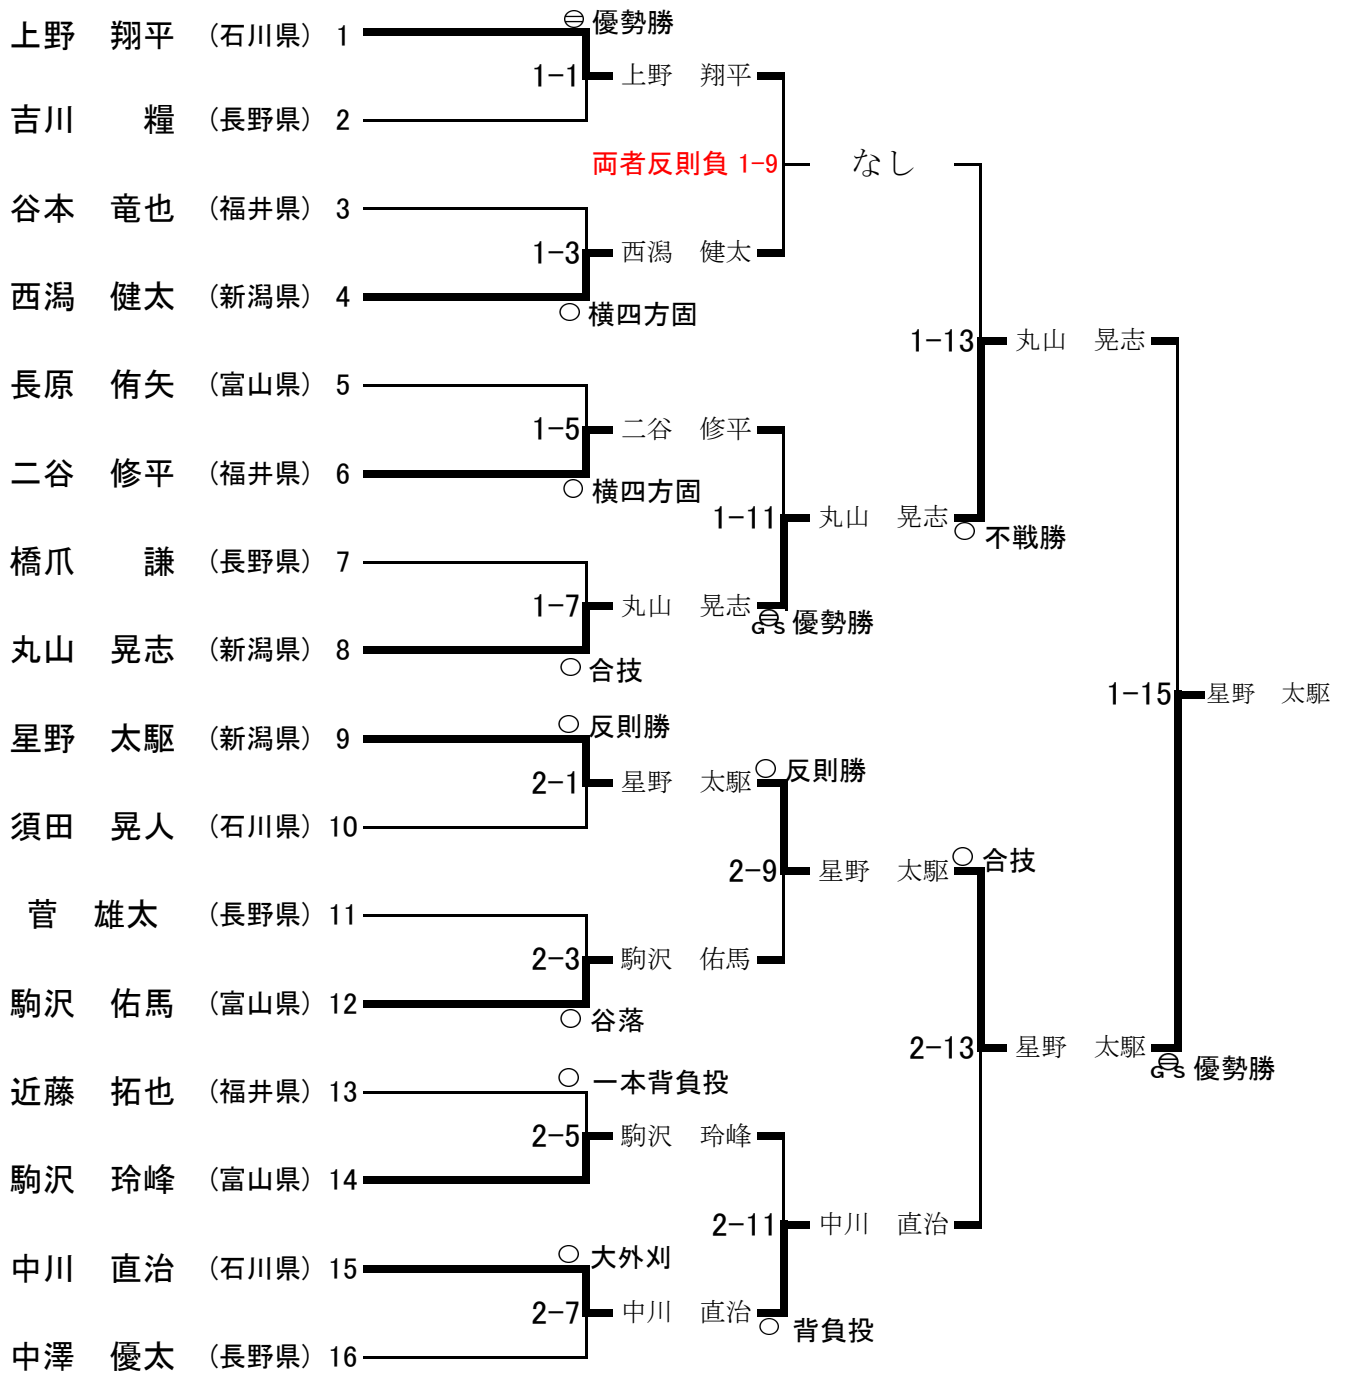 上野　翔平　（石川県）　1
優勢勝
1-1　上野　翔平
吉川　　糧　（長野県）　2
両者反則負 1-9　なし
谷本　竜也　（福井県）　3
1-3　西潟　健太
西潟　健太　（新潟県）　4
横四方固
1-13　丸山　晃志
長原　侑矢　（富山県）　5
1-5　二谷　修平
二谷　修平　（福井県）　6
横四方固
1-11　丸山　晃志
不戦勝
橋爪　　謙　（長野県）　7
1-7　丸山　晃志
GS 優勢勝
丸山　晃志　（新潟県）　8
合技
1-15　星野　太駆
星野　太駆　（新潟県）　9
反則勝
2-1　星野　太駆
反則勝
須田　晃人　（石川県）　10
2-9　星野　太駆
合技
菅　雄太　（長野県）　11
2-3　駒沢　佑馬
駒沢　佑馬　（富山県）　12
谷落
2-13　星野　太駆
GS 優勢勝
近藤　拓也　（福井県）　13
一本背負投
2-5　駒沢　玲峰
駒沢　玲峰　（富山県）　14
2-11　中川　直治
中川　直治　（石川県）　15
大外刈
2-7　中川　直治
背負投
中澤　優太　（長野県）　16